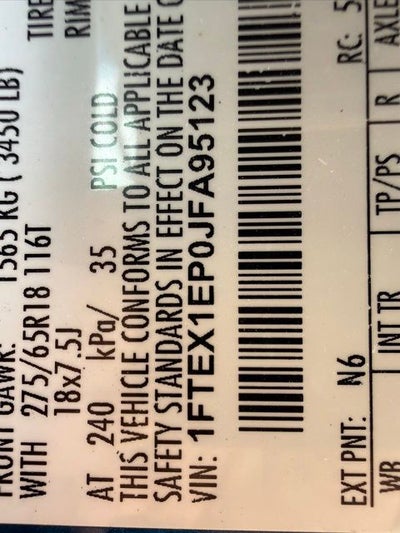 FRONT GAWR: 1565 KG ( 3450 LB) TIRE
WITH 275/65R18 116T RIM
18x7.5J
AT 240 kPa/ 35 PSI COLD
THIS VEHICLE CONFORMS TO ALL APPLICABLE
SAFETY STANDARDS IN EFFECT ON THE DATE O
VIN: 1FTEX1EP0JFA95123
EXT PNT: N6 RC: 5
WB INT TR TP/PS R AXLE